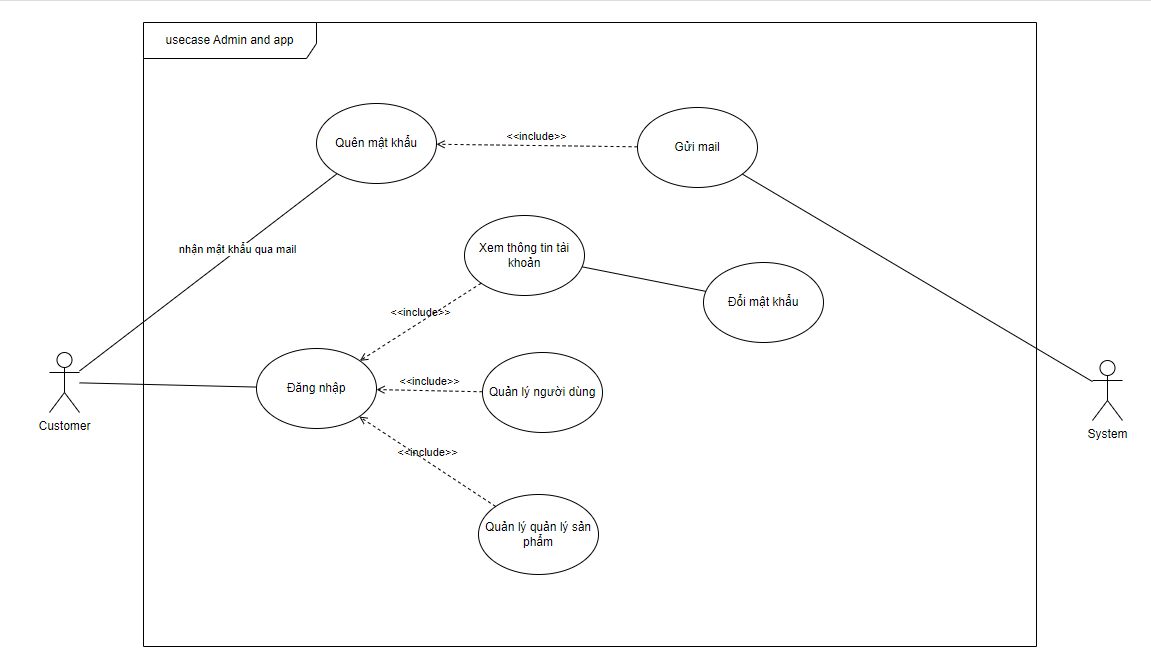 usecase Admin and app
Quên mật khẩu
<<include>>
Gửi mail
nhận mật khẩu qua mail
Xem thông tin tài
khoản
Đổi mật khẩu
<<include>>
Đăng nhập
<<include>>
Quản lý người dùng
<<include>>
Quản lý quản lý sản
phẩm
Customer
System